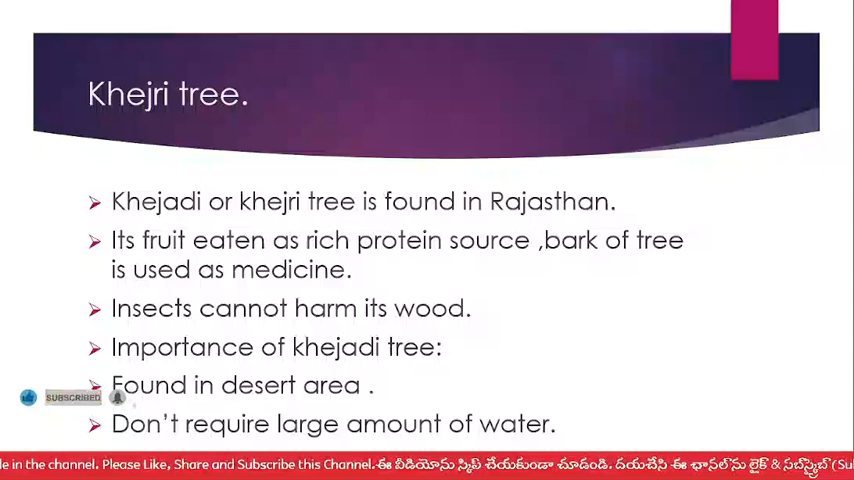 Khejri tree.
Khejadi or khejri tree is found in Rajasthan.
Its fruit eaten as rich protein source ,bark of tree
is used as medicine.
Insects cannot harm its wood.
Importance of khejadi tree:
Found in desert area .
SUBSCRIBED
Don't require large amount of water.
le in the channel. Please Like, Share and Subscribe this Channel.ఈ వీడియోను స్కిప్ చేయకుండా చూడండి. దయచేసి ఈ ఛానల్‌ను లైక్ & సబ్‌స్క్రైబ్ (Su